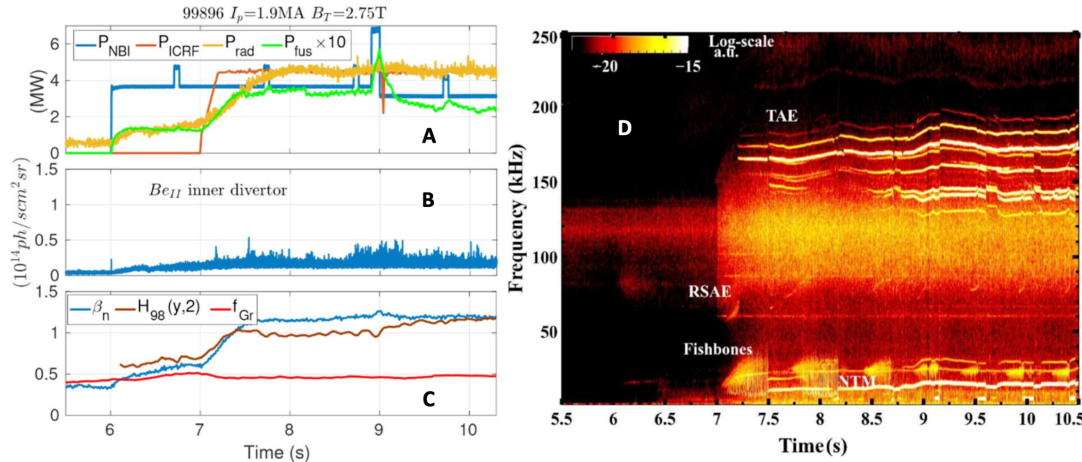 99896 I_p=1.9MA B_T=2.75T
P_NBI P_ICRF P_rad P_fus ×10
6
4
2
0
(MW)
A
1.5
1
0.5
0
(10^14 ph/scm^2 sr)
Be_II inner divertor
B
1.5
1
0.5
0
β_n H_98(y,2) f_Gr
C
6 7 8 9 10
Time (s)
250
200
150
100
50
Frequency (kHz)
Log-scale
a.u.
-20 -15
D
TAE
RSAE
Fishbones
NTM
5.5 6 6.5 7 7.5 8 8.5 9 9.5 10 10.5
Time (s)